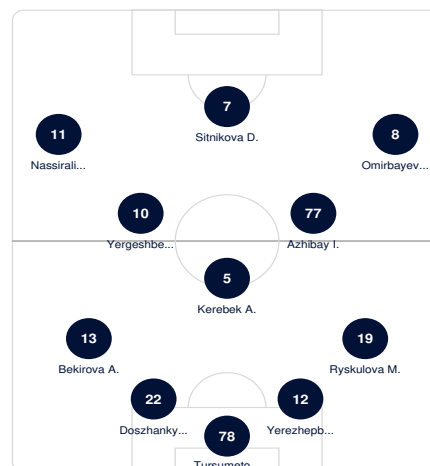 7
Sitnikova D.
11
8
Nassirali...
Omirbayev...
10
77
Yergeshbe...
Azhibay I.
5
Kerebek A.
13
19
Bekirova A.
Ryskulova M.
22
12
Doszhanky...
Yerezhepb...
78